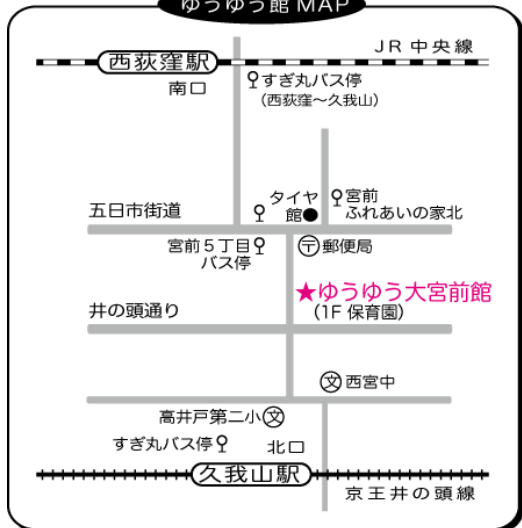 ゆうゆう館 MAP
JR 中央線
西荻窪駅
南口
すぎ丸バス停
(西荻窪〜久我山)
タイヤ
館
宮前
ふれあいの家北
五日市街道
宮前5丁目
バス停
〒郵便局
★ゆうゆう大宮前館
(1F 保育園)
井の頭通り
文 西宮中
高井戸第二小 文
すぎ丸バス停
北口
久我山駅
京王井の頭線